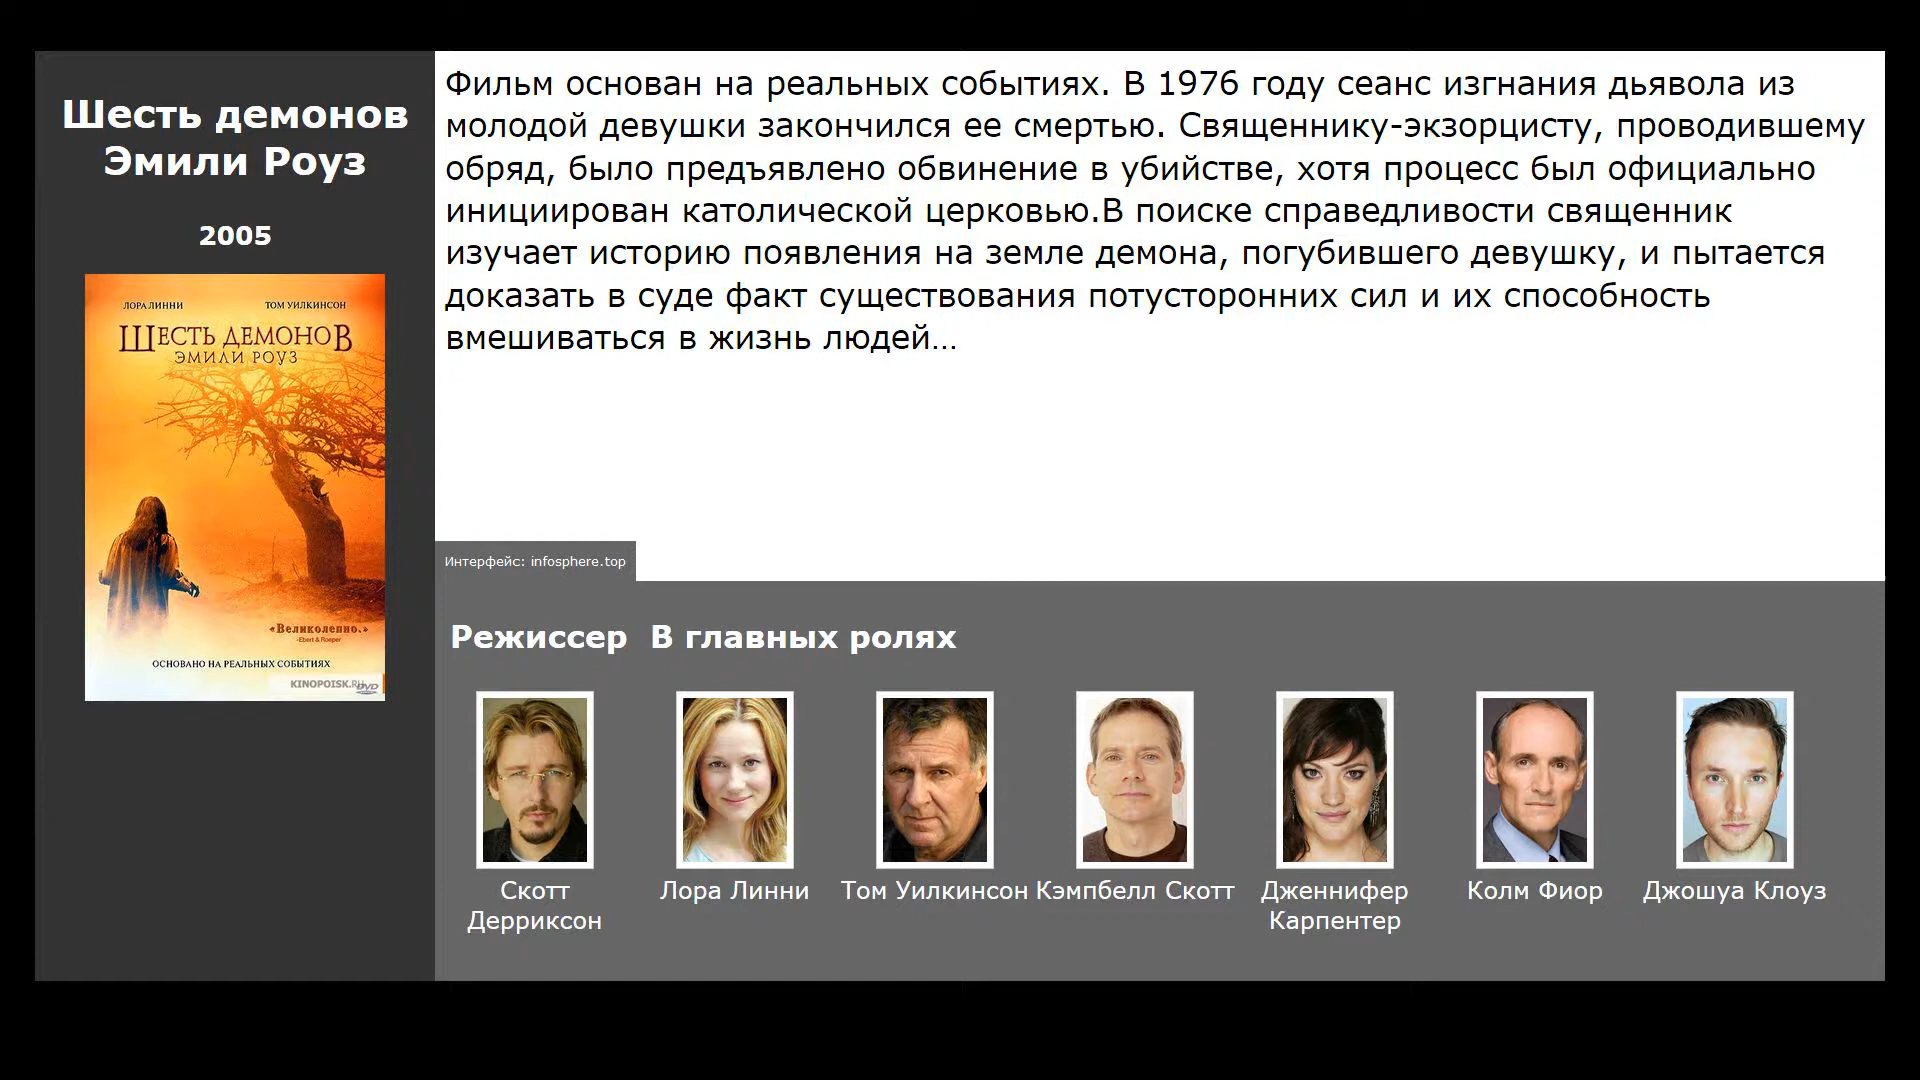 Шесть демонов
Эмили Роуз
2005
ЛОРА ЛИННИ
ТОМ УИЛКИНСОН
ШЕСТЬ ДЕМОНОВ
ЭМИЛИ РОУЗ
«Великолепно.»
-Ebert & Roeper
ОСНОВАНО НА РЕАЛЬНЫХ СОБЫТИЯХ
KINOPOISK.RU
DVD
Фильм основан на реальных событиях. В 1976 году сеанс изгнания дьявола из
молодой девушки закончился ее смертью. Священнику-экзорцисту, проводившему
обряд, было предъявлено обвинение в убийстве, хотя процесс был официально
инициирован католической церковью.В поиске справедливости священник
изучает историю появления на земле демона, погубившего девушку, и пытается
доказать в суде факт существования потусторонних сил и их способность
вмешиваться в жизнь людей…
Интерфейс: infosphere.top
Режиссер
В главных ролях
Скотт
Дерриксон
Лора Линни
Том Уилкинсон
Кэмпбелл Скотт
Дженнифер
Карпентер
Колм Фиор
Джошуа Клоуз